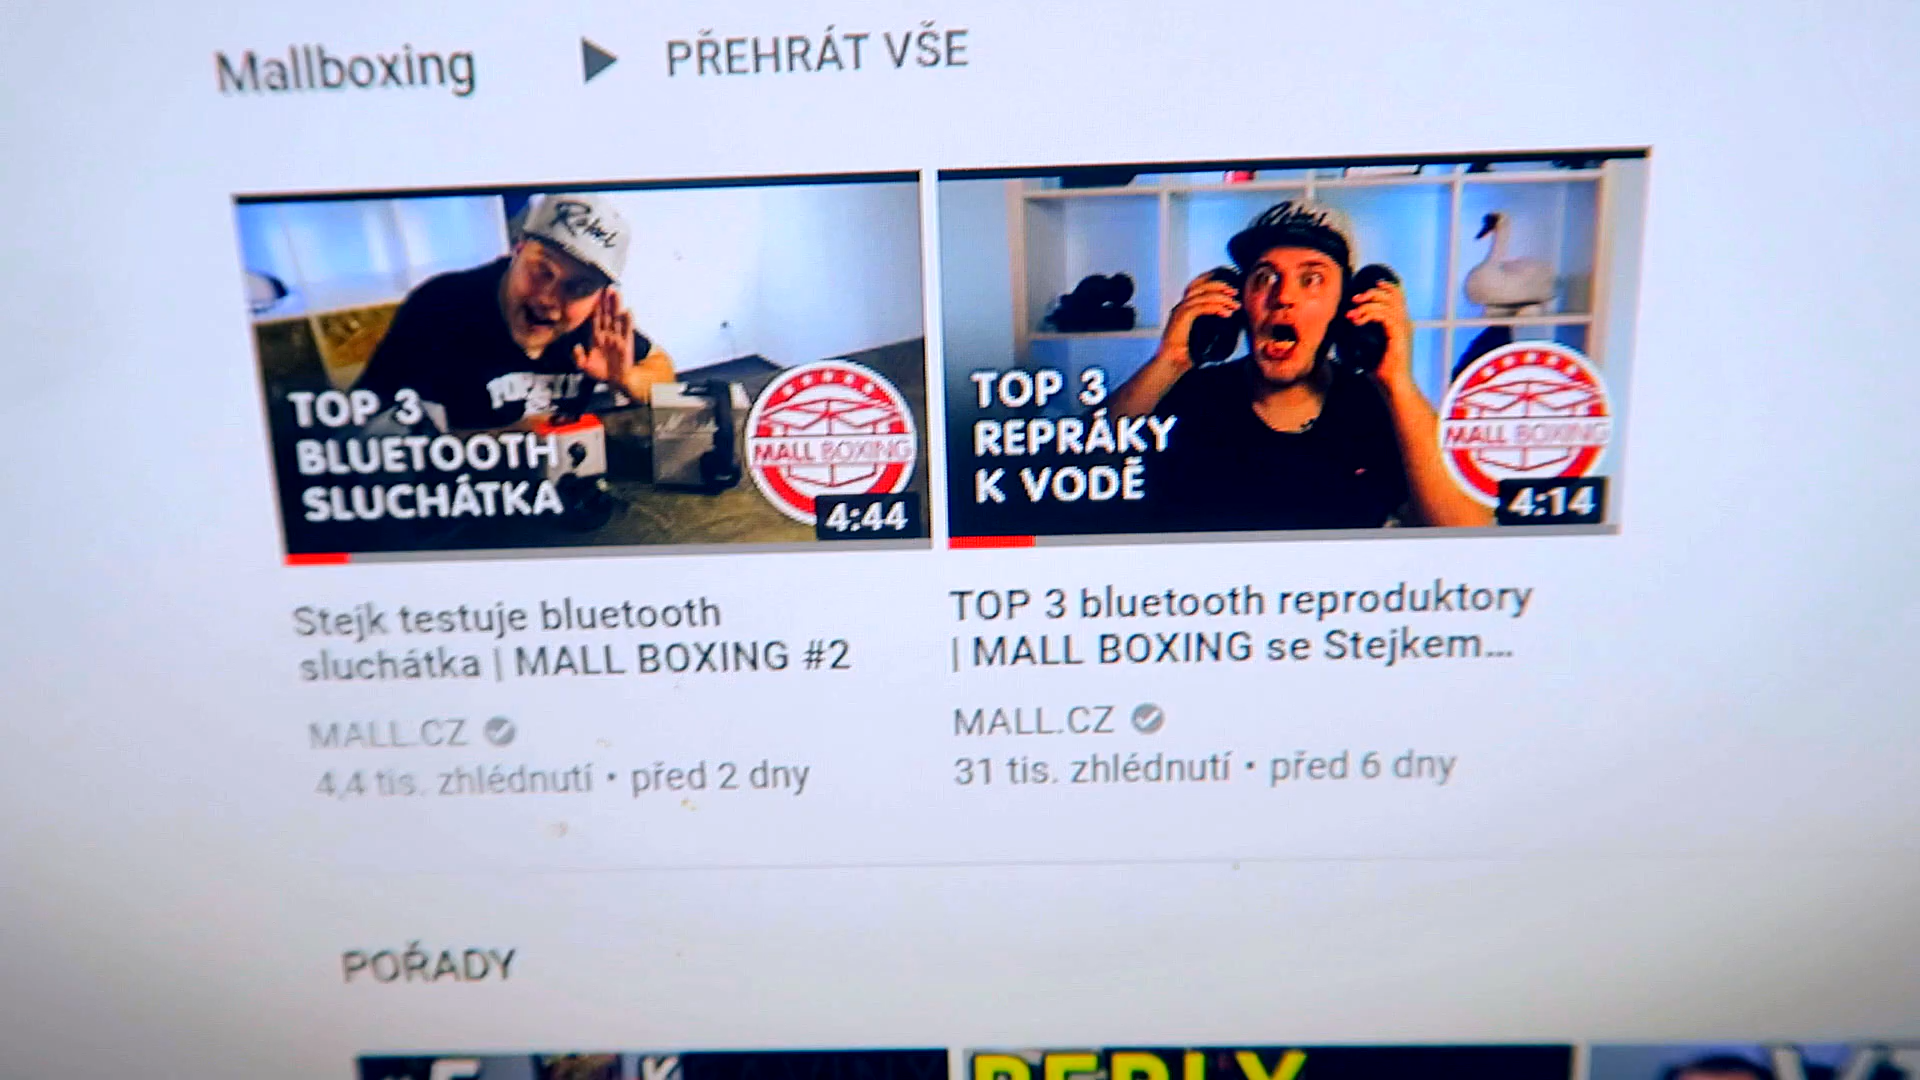 Mallboxing
PŘEHRÁT VŠE
TOP 3
BLUETOOTH
SLUCHÁTKA
MALL BOXING
4:44
TOP 3
REPRÁKY
K VODĚ
MALL BOXING
4:14
Stejk testuje bluetooth
sluchátka | MALL BOXING #2
MALL.CZ
4,4 tis. zhlédnutí • před 2 dny
TOP 3 bluetooth reproduktory
| MALL BOXING se Stejkem...
MALL.CZ
31 tis. zhlédnutí • před 6 dny
POŘADY